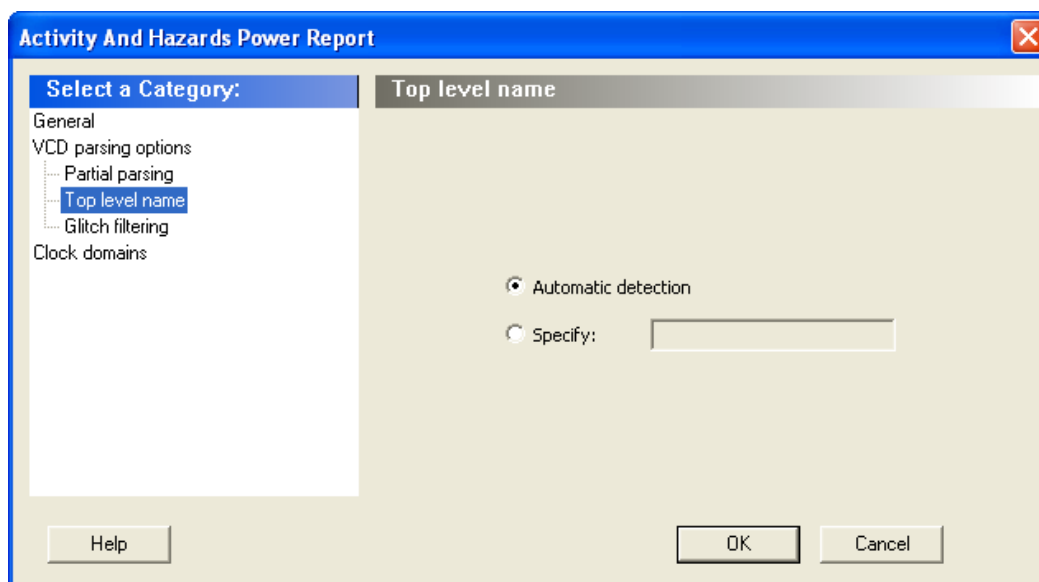 Activity And Hazards Power Report
Select a Category:
General
VCD parsing options
Partial parsing
Top level name
Glitch filtering
Clock domains
Top level name
Automatic detection
Specify:
Help
OK
Cancel